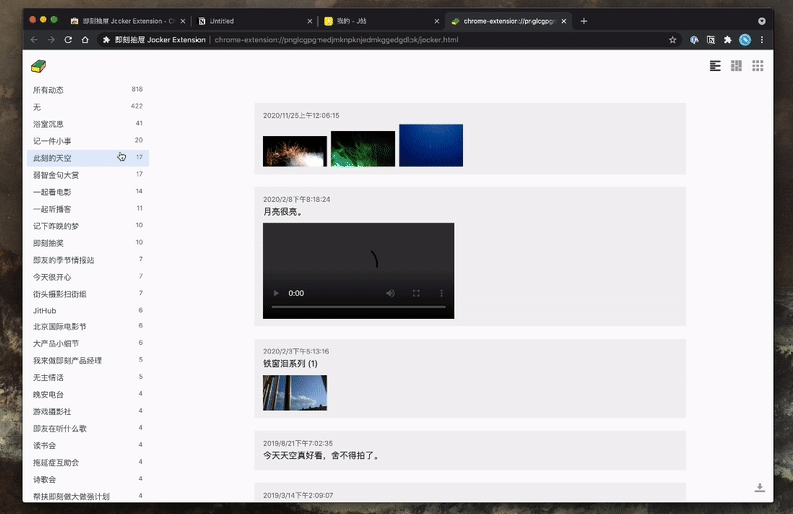 即刻抽屉 Jocker Extension - Ch
Untitled
我的 - J站
chrome-extension://pnglcgpgn
即刻抽屉 Jocker Extension
chrome-extension://pnglcgpgnedjmknpknjedmkggedgdlbk/jocker.html
所有动态 818
无 422
浴室沉思 41
记一件小事 20
此刻的天空 17
弱智金句大赏 17
一起看电影 14
一起听播客 11
记下昨晚的梦 10
即刻抽奖 10
即友的季节情报站 7
今天很开心 7
街头摄影扫街组 7
JitHub 6
北京国际电影节 6
大产品小细节 6
我来做即刻产品经理 5
无主情话 5
晚安电台 4
游戏摄影社 4
即友在听什么歌 4
读书会 4
拖延症互助会 4
诗歌会 4
帮扶即刻做大做强计划 4
2020/11/25上午12:06:15
2020/2/8下午8:18:24
月亮很亮。
0:00
2020/2/3下午5:13:16
铁窗泪系列 (1)
2019/8/21下午7:02:35
今天天空真好看，舍不得拍了。
2019/3/14下午2:09:07